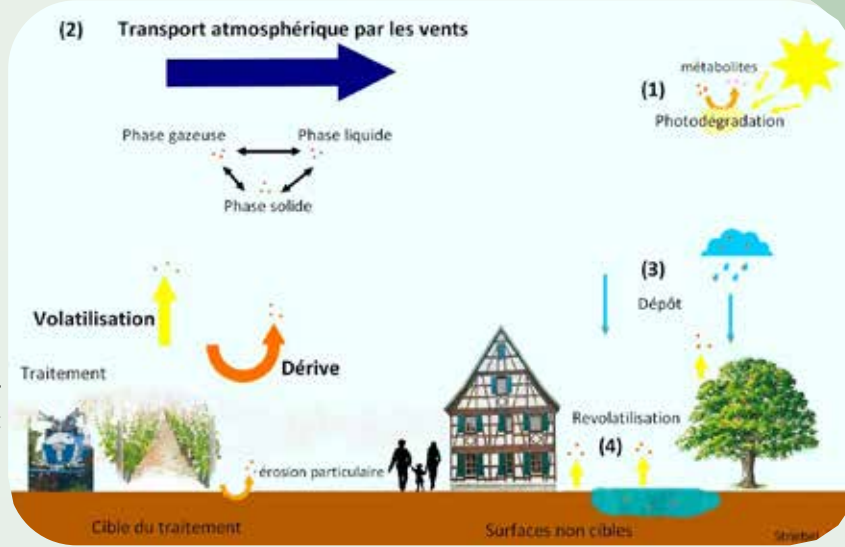 (2) Transport atmosphérique par les vents
métabolites
(1)
Photodégradation
Phase gazeuse
Phase liquide
Phase solide
(3)
Dépôt
Volatilisation
Dérive
Traitement
Revolatilisation
(4)
érosion particulaire
Cible du traitement
Surfaces non cibles
Striebel